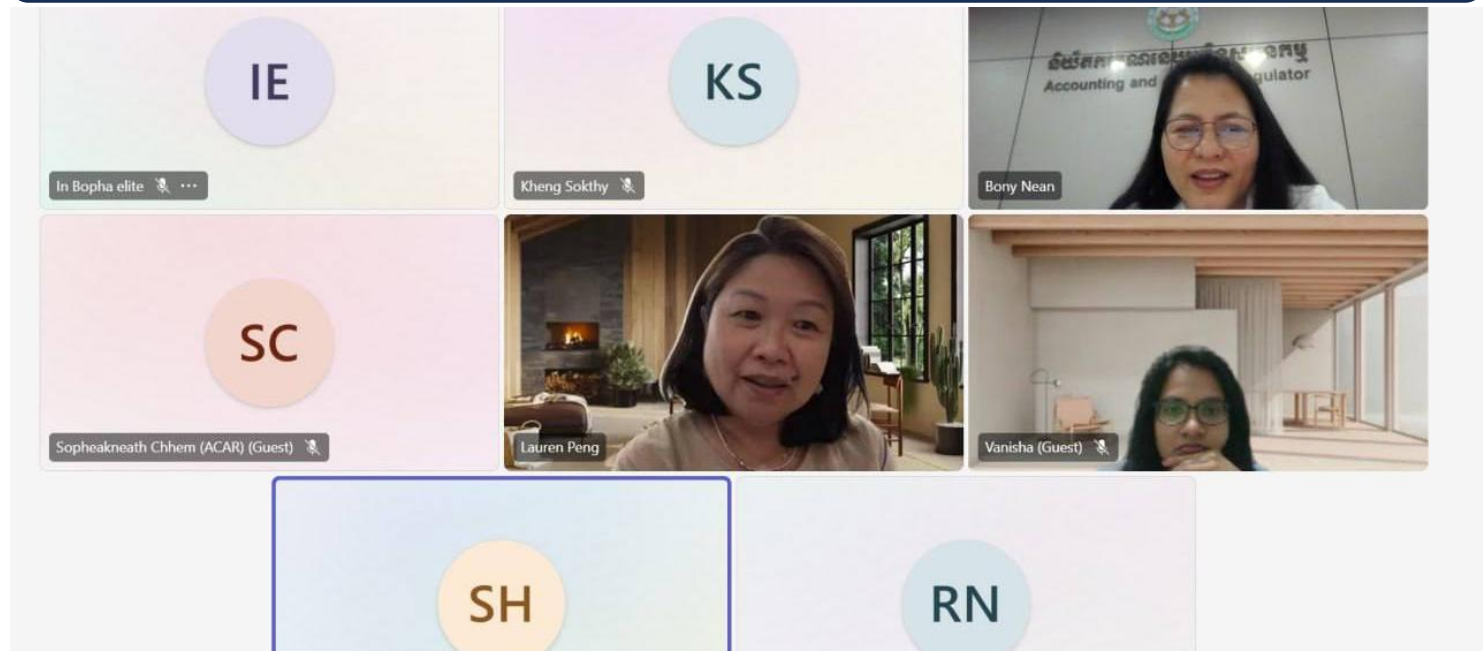 IE
In Bopha elite
KS
Kheng Sokthy
Accounting and
gulator
Bony Nean
SC
Sopheakneath Chhem (ACAR) (Guest)
Lauren Peng
Vanisha (Guest)
SH
RN